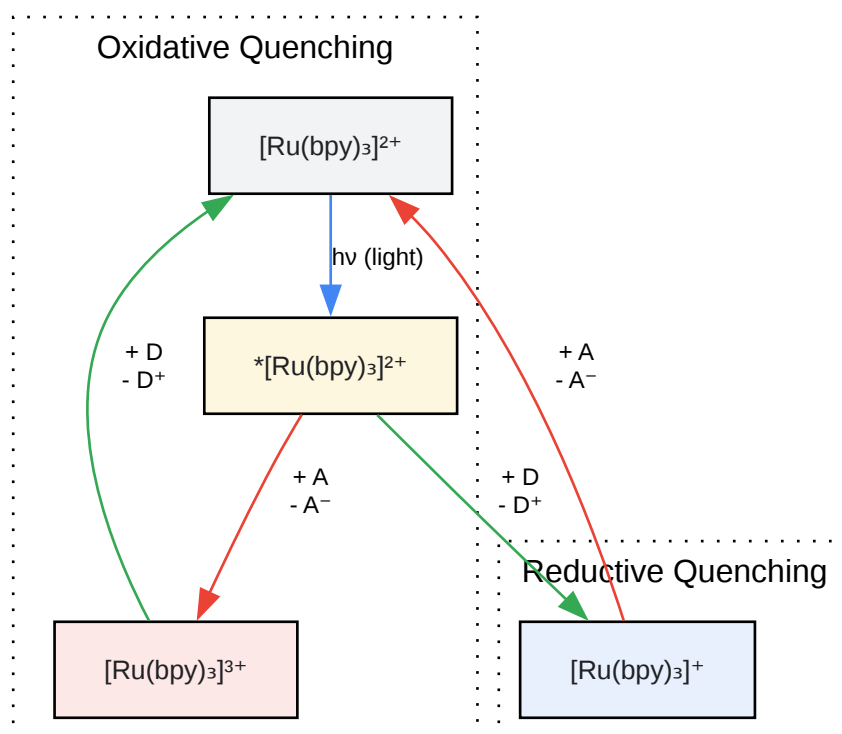 Oxidative Quenching
[Ru(bpy)₃]²⁺
hν (light)
*[Ru(bpy)₃]²⁺
+ D
- D⁺
+ A
- A⁻
+ A
- A⁻
+ D
- D⁺
Reductive Quenching
[Ru(bpy)₃]³⁺
[Ru(bpy)₃]⁺